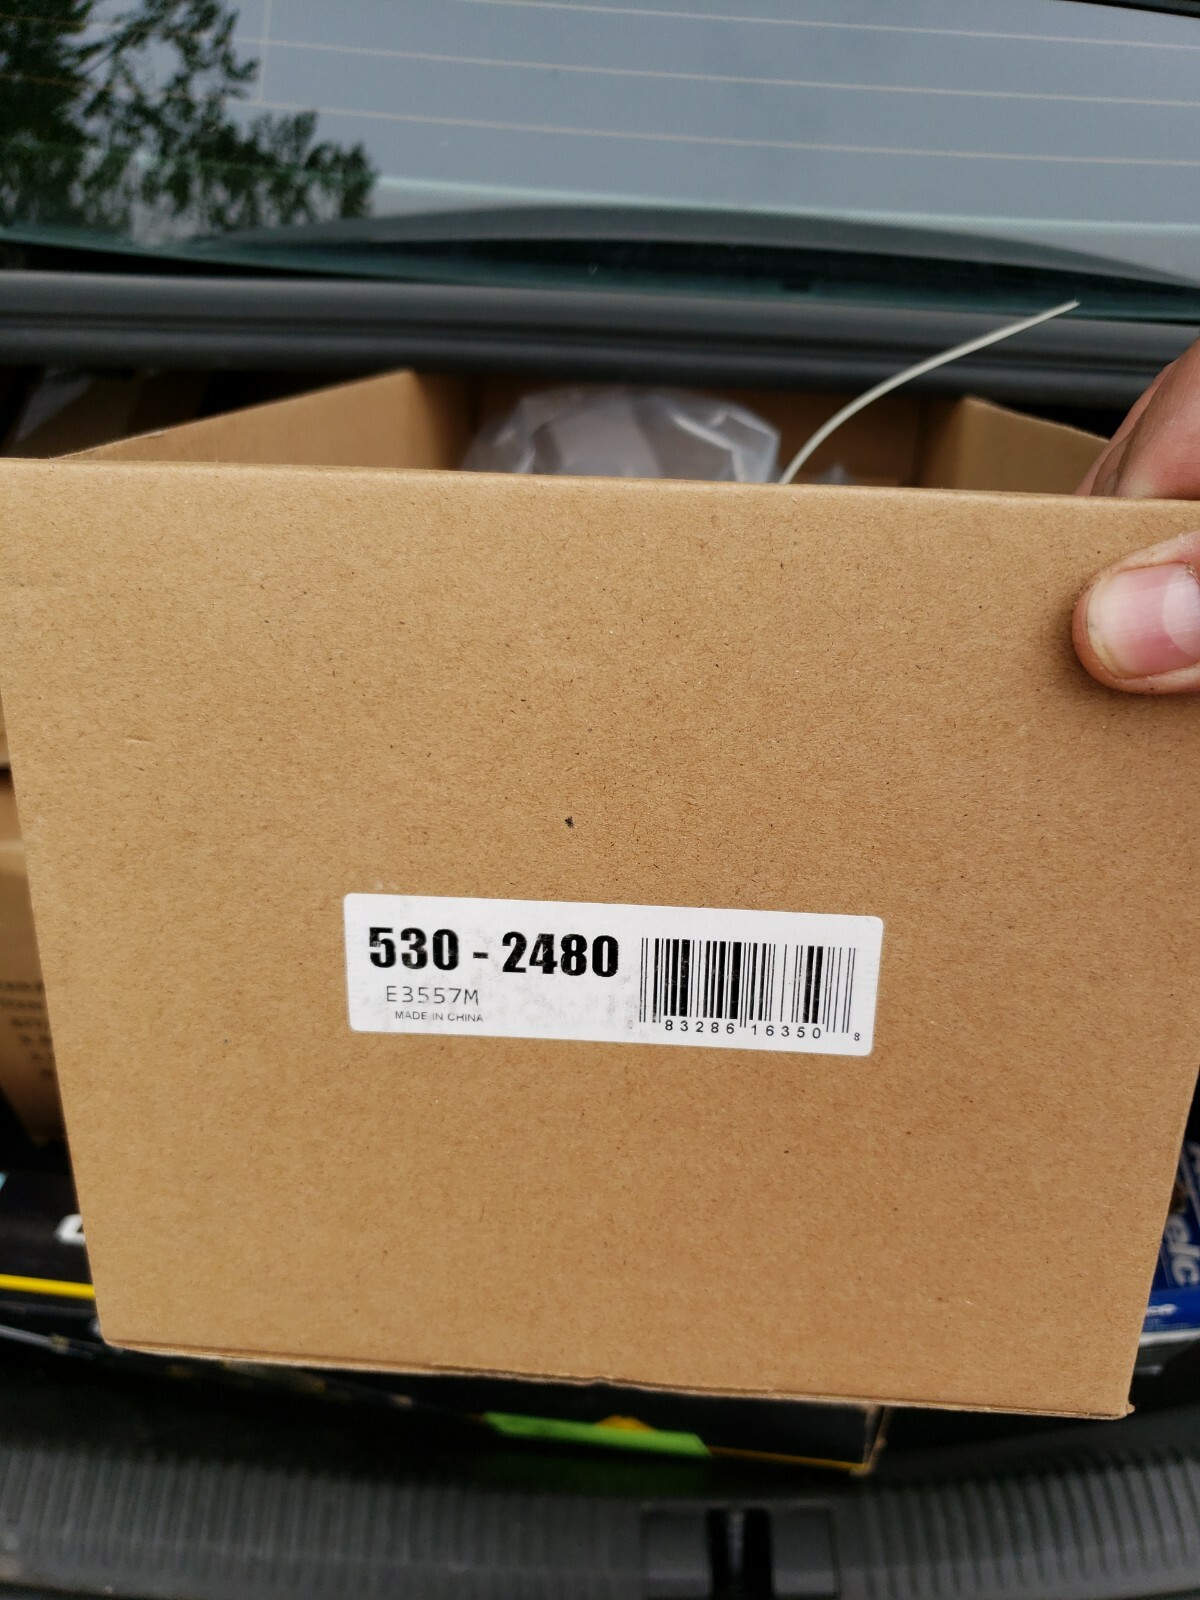 530 - 2480
E3557M
MADE IN CHINA
83286 16350 8